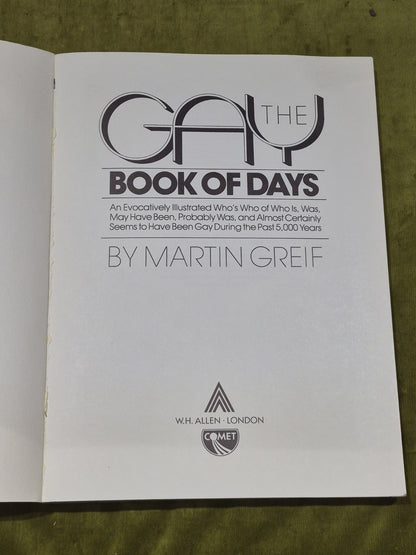 THE
GAY
BOOK OF DAYS
An Evocatively Illustrated Who's Who of Who Is, Was,
May Have Been, Probably Was, and Almost Certainly
Seems to Have Been Gay During the Past 5,000 Years
BY MARTIN GREIF
W.H. ALLEN · LONDON
COMET